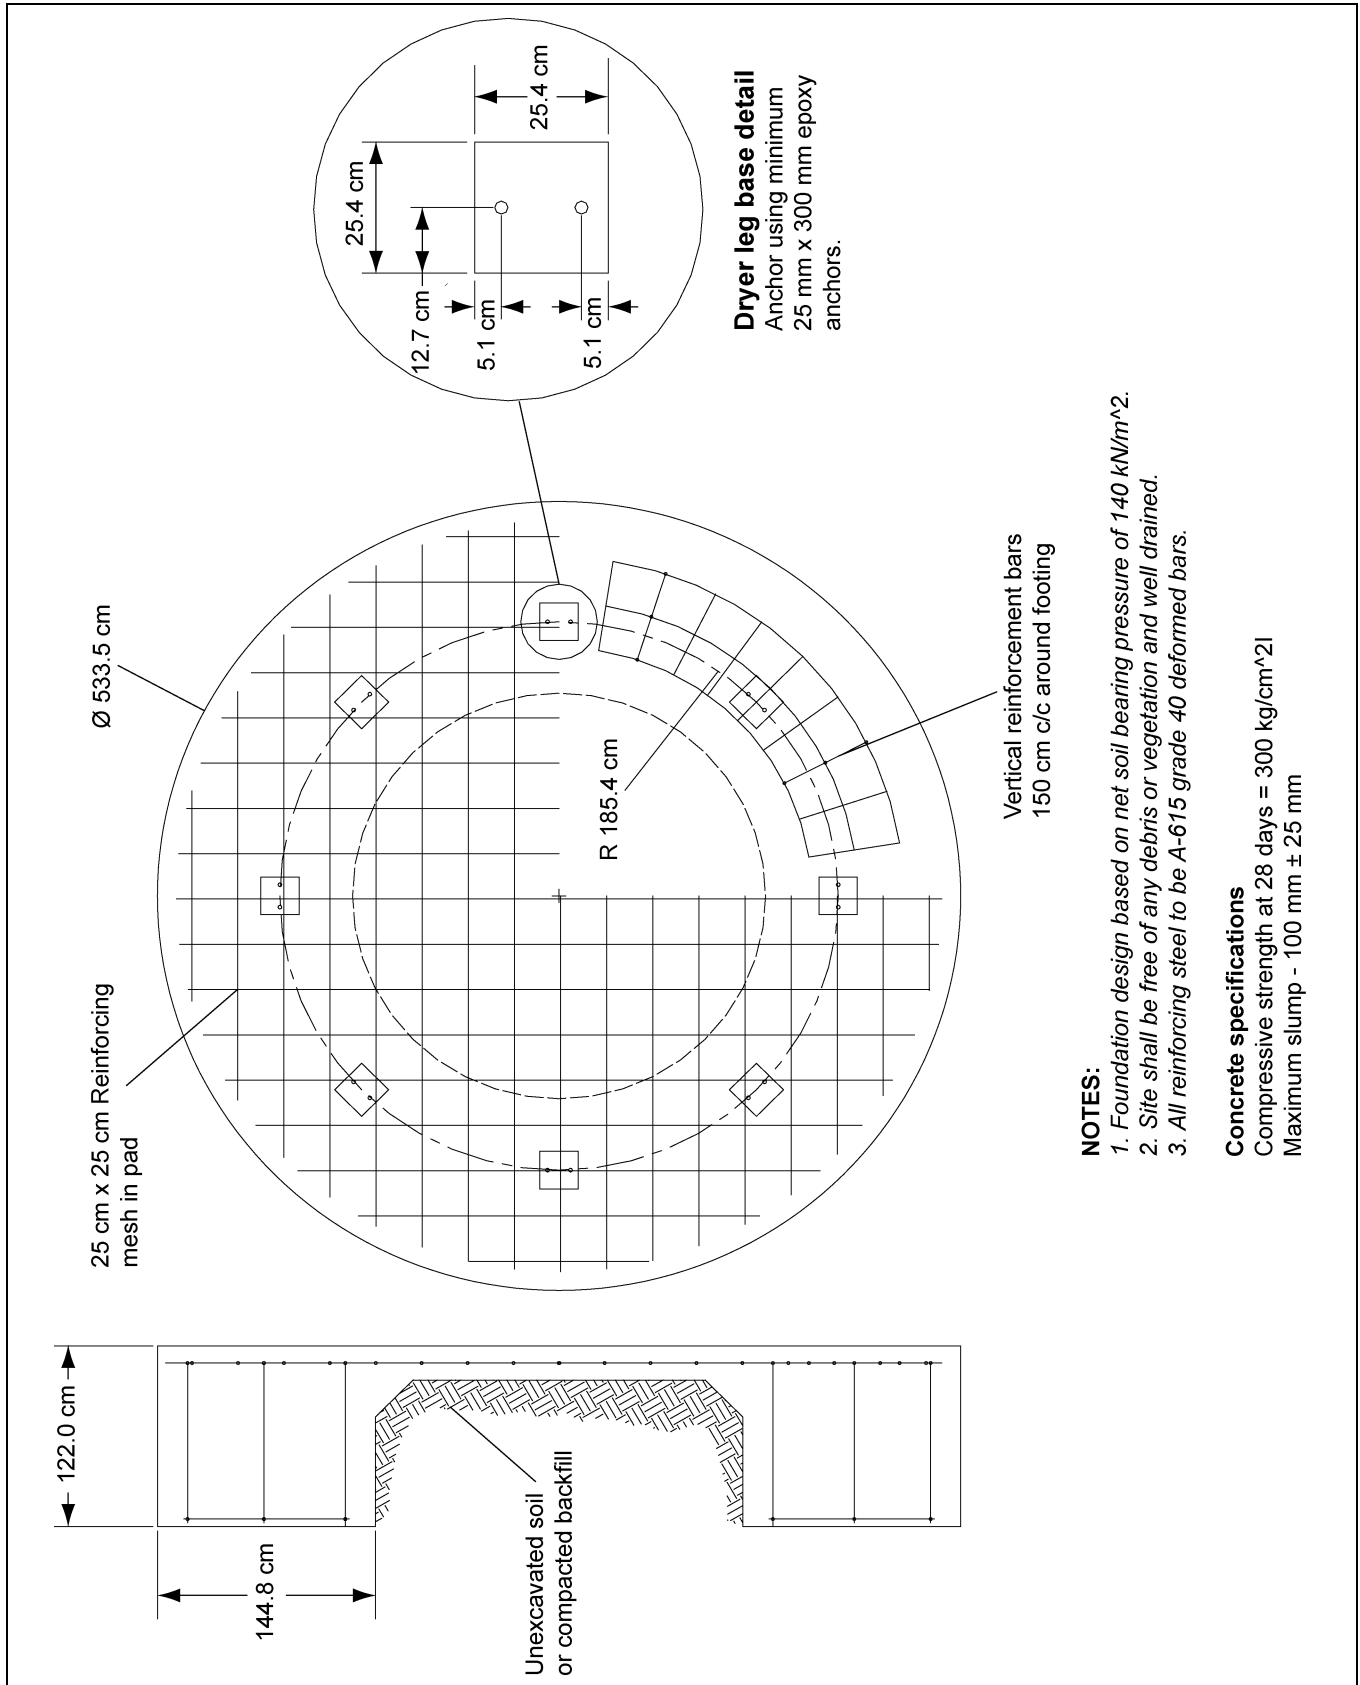 122.0 cm
144.8 cm
Unexcavated soil
or compacted backfill
25 cm x 25 cm Reinforcing
mesh in pad
Ø 533.5 cm
R 185.4 cm
Vertical reinforcement bars
150 cm c/c around footing
25.4 cm
25.4 cm
12.7 cm
5.1 cm
5.1 cm
Dryer leg base detail
Anchor using minimum
25 mm x 300 mm epoxy
anchors.
NOTES:
1. Foundation design based on net soil bearing pressure of 140 kN/m^2.
2. Site shall be free of any debris or vegetation and well drained.
3. All reinforcing steel to be A-615 grade 40 deformed bars.
Concrete specifications
Compressive strength at 28 days = 300 kg/cm^2l
Maximum slump - 100 mm ± 25 mm